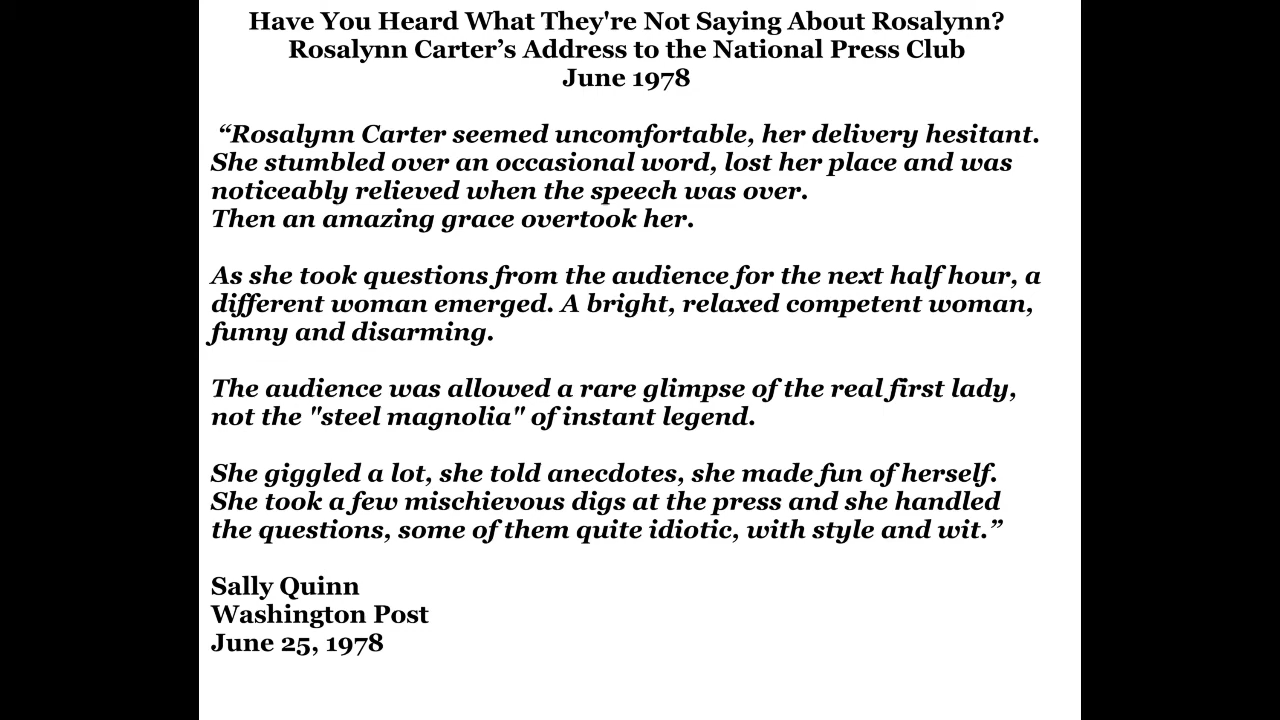 Have You Heard What They're Not Saying About Rosalynn?
Rosalynn Carter’s Address to the National Press Club
June 1978
“Rosalynn Carter seemed uncomfortable, her delivery hesitant.
She stumbled over an occasional word, lost her place and was
noticeably relieved when the speech was over.
Then an amazing grace overtook her.
As she took questions from the audience for the next half hour, a
different woman emerged. A bright, relaxed competent woman,
funny and disarming.
The audience was allowed a rare glimpse of the real first lady,
not the "steel magnolia" of instant legend.
She giggled a lot, she told anecdotes, she made fun of herself.
She took a few mischievous digs at the press and she handled
the questions, some of them quite idiotic, with style and wit.”
Sally Quinn
Washington Post
June 25, 1978